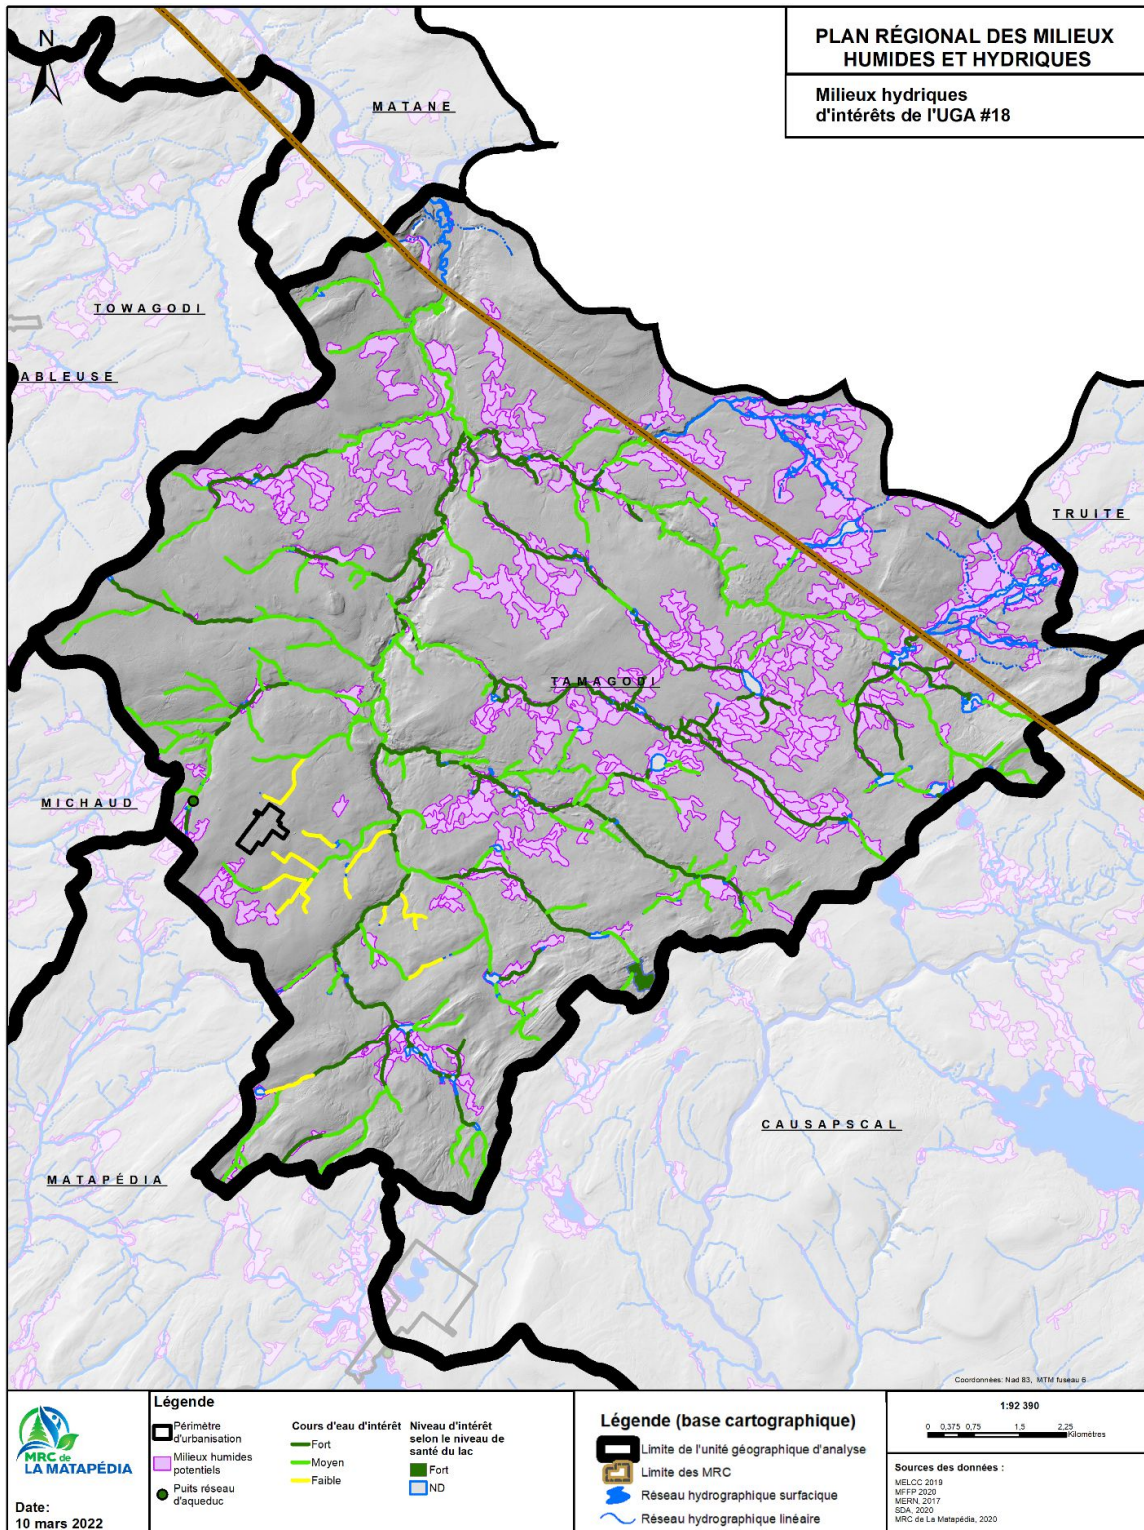 PLAN RÉGIONAL DES MILIEUX
HUMIDES ET HYDRIQUES
Milieux hydriques
d'intérêts de l'UGA #18
N
MATANE
TOWAGODI
ABLEUSE
TRUITE
TAMAGODI
MICHAUD
CAUSAPSCAL
MATAPÉDIA
Coordonnées: Nad 83, MTM fuseau 6
MRC de
LA MATAPÉDIA
Date:
10 mars 2022
Légende
Périmètre
d'urbanisation
Milieux humides
potentiels
Puits réseau
d'aqueduc
Cours d'eau d'intérêt
Fort
Moyen
Faible
Niveau d'intérêt
selon le niveau de
santé du lac
Fort
ND
Légende (base cartographique)
Limite de l'unité géographique d'analyse
Limite des MRC
Réseau hydrographique surfacique
Réseau hydrographique linéaire
1:92 390
0 0,375 0,75 1,5 2,25
Kilomètres
Sources des données :
MELCC 2019
MFFP 2020
MERN, 2017
SDA, 2020
MRC de La Matapédia, 2020